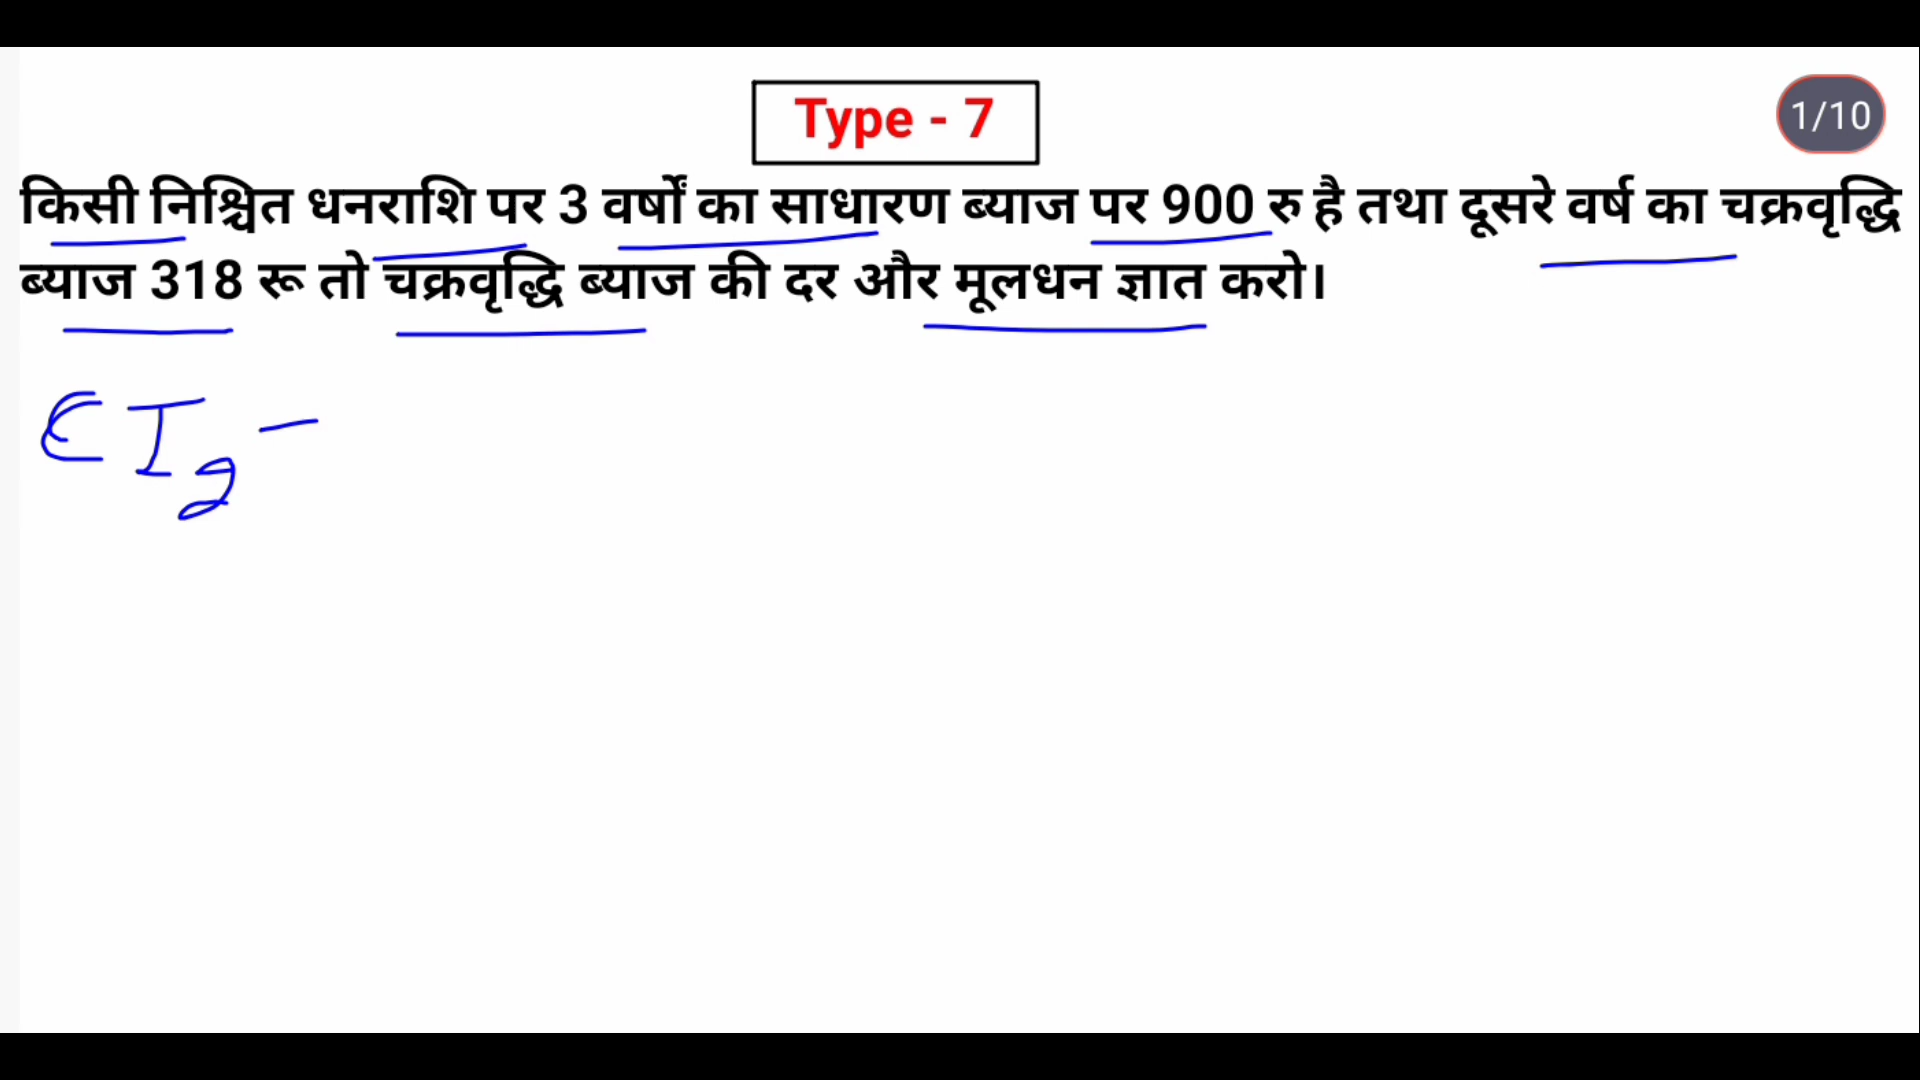 Type - 7
1/10
किसी निश्चित धनराशि पर 3 वर्षों का साधारण ब्याज पर 900 रु है तथा दूसरे वर्ष का चक्रवृद्धि
ब्याज 318 रू तो चक्रवृद्धि ब्याज की दर और मूलधन ज्ञात करो।
CI₂ –